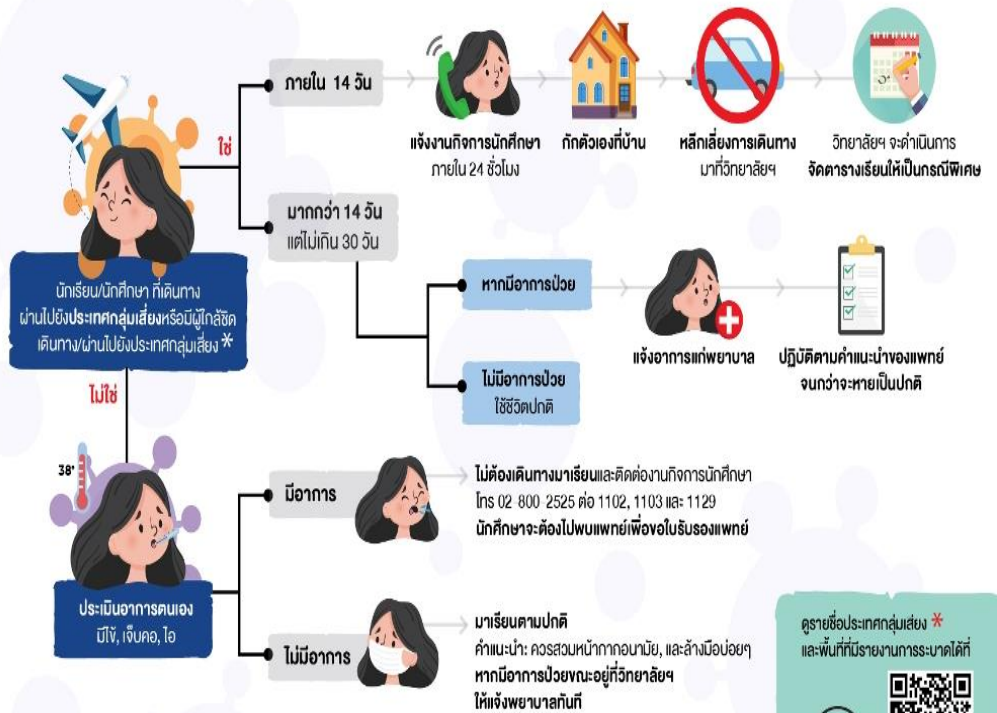 ภายใน 14 วัน
ใช่
แจ้งงานกิจการนักศึกษา
ภายใน 24 ชั่วโมง
กักตัวเองที่บ้าน
หลีกเลี่ยงการเดินทาง
มาที่วิทยาลัยฯ
วิทยาลัยฯ จะดำเนินการ
จัดตารางเรียนให้เป็นกรณีพิเศษ
มากกว่า 14 วัน
แต่ไม่เกิน 30 วัน
นักเรียน/นักศึกษา ที่เดินทาง
ผ่านไปยังประเทศกลุ่มเสี่ยงหรือมีผู้ใกล้ชิด
เดินทาง/ผ่านไปยังประเทศกลุ่มเสี่ยง *
หากมีอาการป่วย
แจ้งอาการแก่พยาบาล
ปฏิบัติตามคำแนะนำของแพทย์
จนกว่าจะหายเป็นปกติ
ไม่มีอาการป่วย
ใช้ชีวิตปกติ
ไม่ใช่
38°
ประเมินอาการตนเอง
มีไข้, เจ็บคอ, ไอ
มีอาการ
ไม่ต้องเดินทางมาเรียนและติดต่องานกิจการนักศึกษา
โทร 02-800-2525 ต่อ 1102, 1103 และ 1129
นักศึกษาจะต้องไปพบแพทย์เพื่อขอใบรับรองแพทย์
ไม่มีอาการ
มาเรียนตามปกติ
คำแนะนำ: ควรสวมหน้ากากอนามัย, และล้างมือบ่อยๆ
หากมีอาการป่วยขณะอยู่ที่วิทยาลัยฯ
ให้แจ้งพยาบาลทันที
ดูรายชื่อประเทศกลุ่มเสี่ยง *
และพื้นที่ที่มีรายงานการระบาดได้ที่